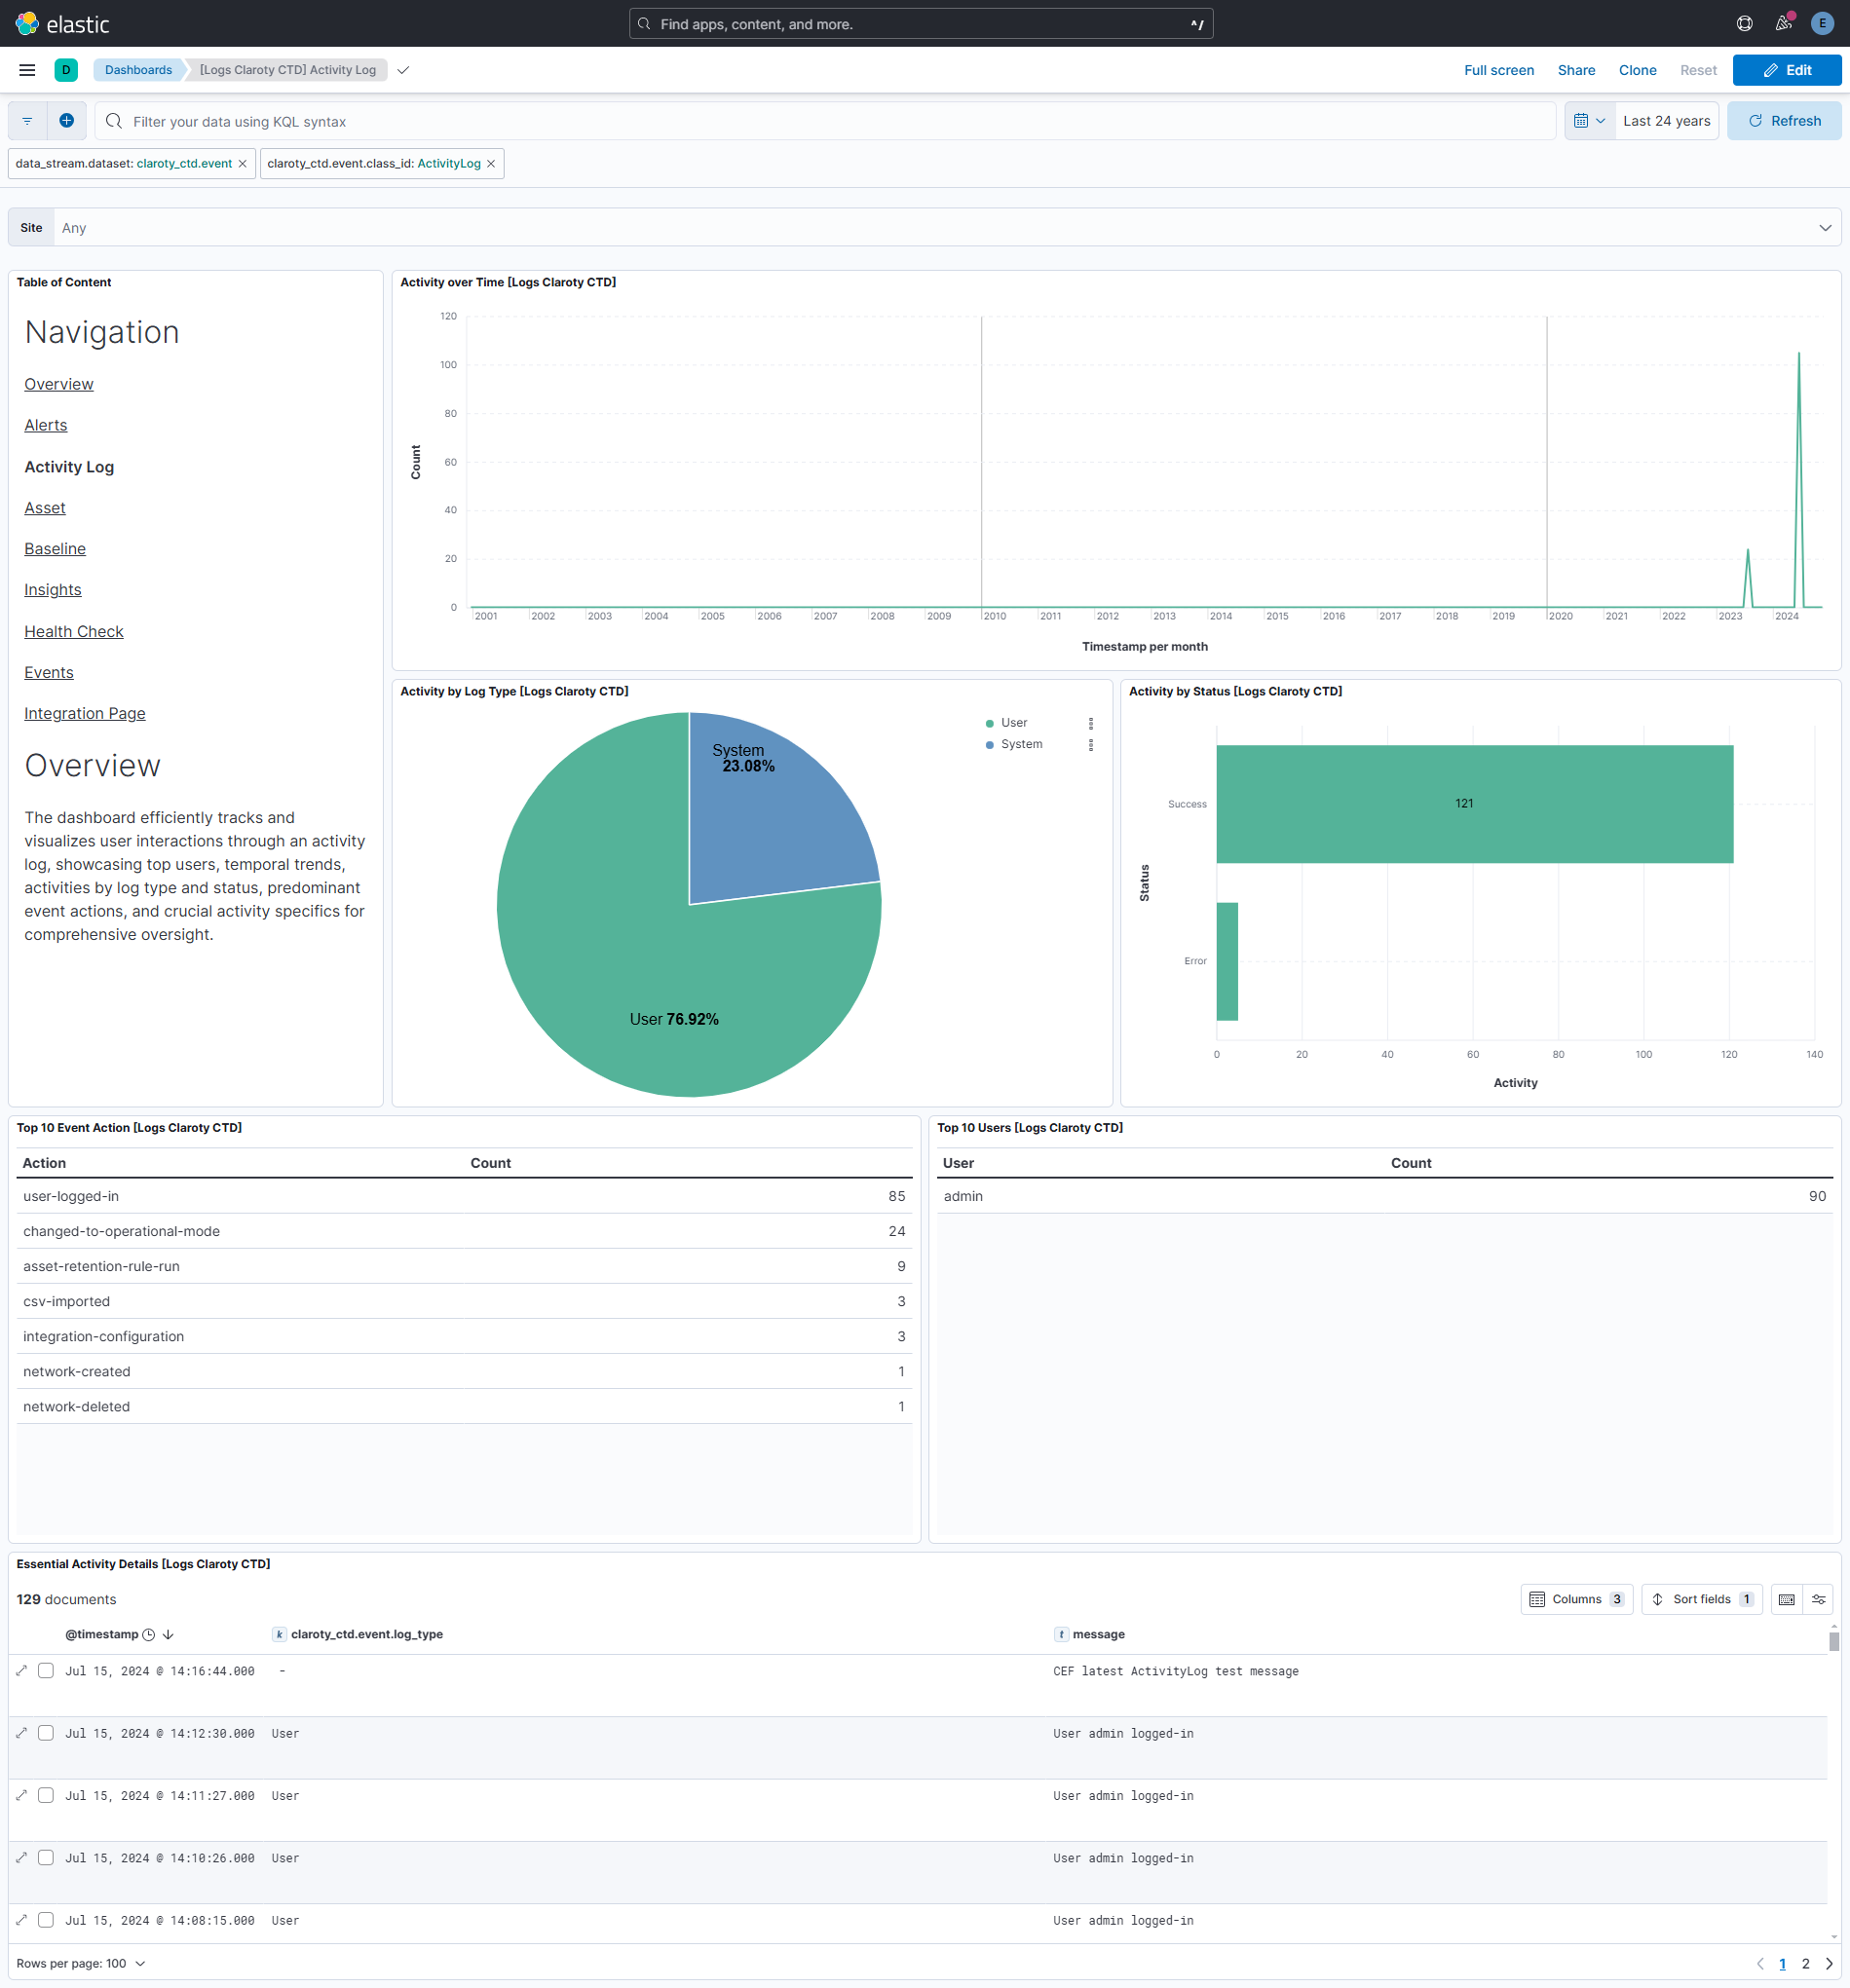 elastic
Find apps, content, and more.
^/
E
D
Dashboards
[Logs Claroty CTD] Activity Log
Full screen
Share
Clone
Reset
Edit
Filter your data using KQL syntax
Last 24 years
Refresh
data_stream.dataset: claroty_ctd.event
claroty_ctd.event.class_id: ActivityLog
Site
Any
Table of Content
Navigation
Overview
Alerts
Activity Log
Asset
Baseline
Insights
Health Check
Events
Integration Page
Overview
The dashboard efficiently tracks and
visualizes user interactions through an activity
log, showcasing top users, temporal trends,
activities by log type and status, predominant
event actions, and crucial activity specifics for
comprehensive oversight.
Activity over Time [Logs Claroty CTD]
Count
120
100
80
60
40
20
0
2001 2002 2003 2004 2005 2006 2007 2008 2009 2010 2011 2012 2013 2014 2015 2016 2017 2018 2019 2020 2021 2022 2023 2024
Timestamp per month
Activity by Log Type [Logs Claroty CTD]
System
23.08%
User 76.92%
User
System
Activity by Status [Logs Claroty CTD]
Status
Success
121
Error
0 20 40 60 80 100 120 140
Activity
Top 10 Event Action [Logs Claroty CTD]
Action Count
user-logged-in 85
changed-to-operational-mode 24
asset-retention-rule-run 9
csv-imported 3
integration-configuration 3
network-created 1
network-deleted 1
Top 10 Users [Logs Claroty CTD]
User Count
admin 90
Essential Activity Details [Logs Claroty CTD]
129 documents
Columns 3
Sort fields 1
@timestamp k claroty_ctd.event.log_type t message
Jul 15, 2024 @ 14:16:44.000 - CEF latest ActivityLog test message
Jul 15, 2024 @ 14:12:30.000 User User admin logged-in
Jul 15, 2024 @ 14:11:27.000 User User admin logged-in
Jul 15, 2024 @ 14:10:26.000 User User admin logged-in
Jul 15, 2024 @ 14:08:15.000 User User admin logged-in
Rows per page: 100
1 2